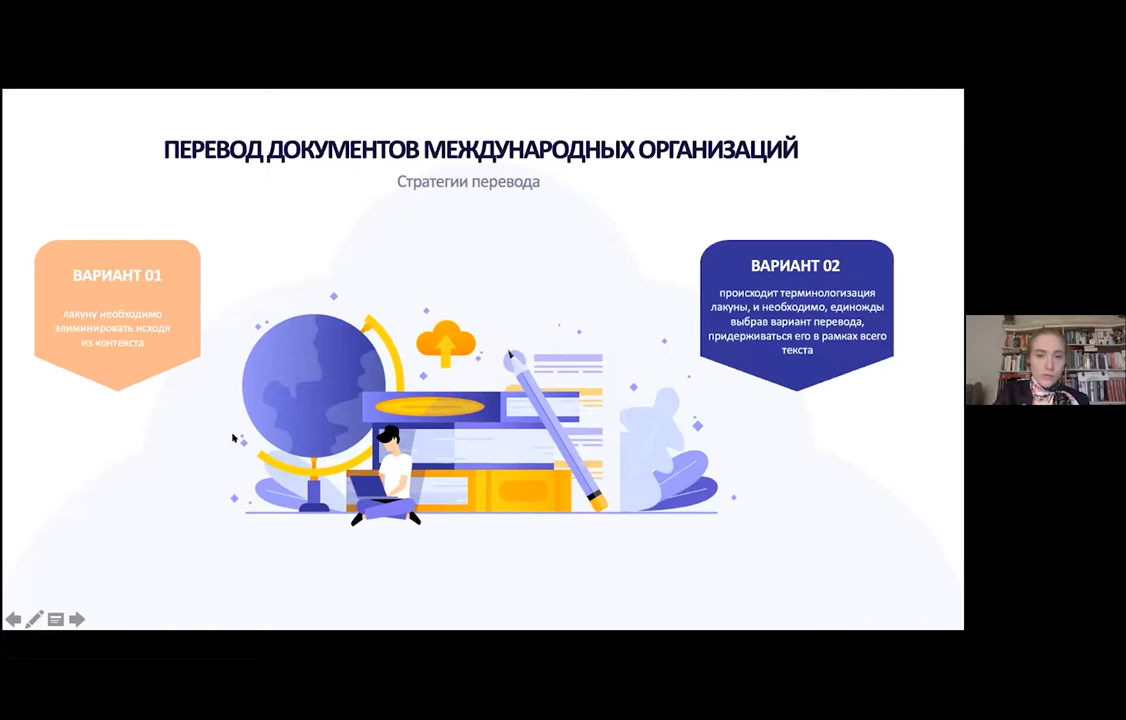 ПЕРЕВОД ДОКУМЕНТОВ МЕЖДУНАРОДНЫХ ОРГАНИЗАЦИЙ
Стратегии перевода
ВАРИАНТ 01
лакуну необходимо
элиминировать исходя
из контекста
ВАРИАНТ 02
происходит терминологизация
лакуны, и необходимо, единожды
выбрав вариант перевода,
придерживаться его в рамках всего
текста